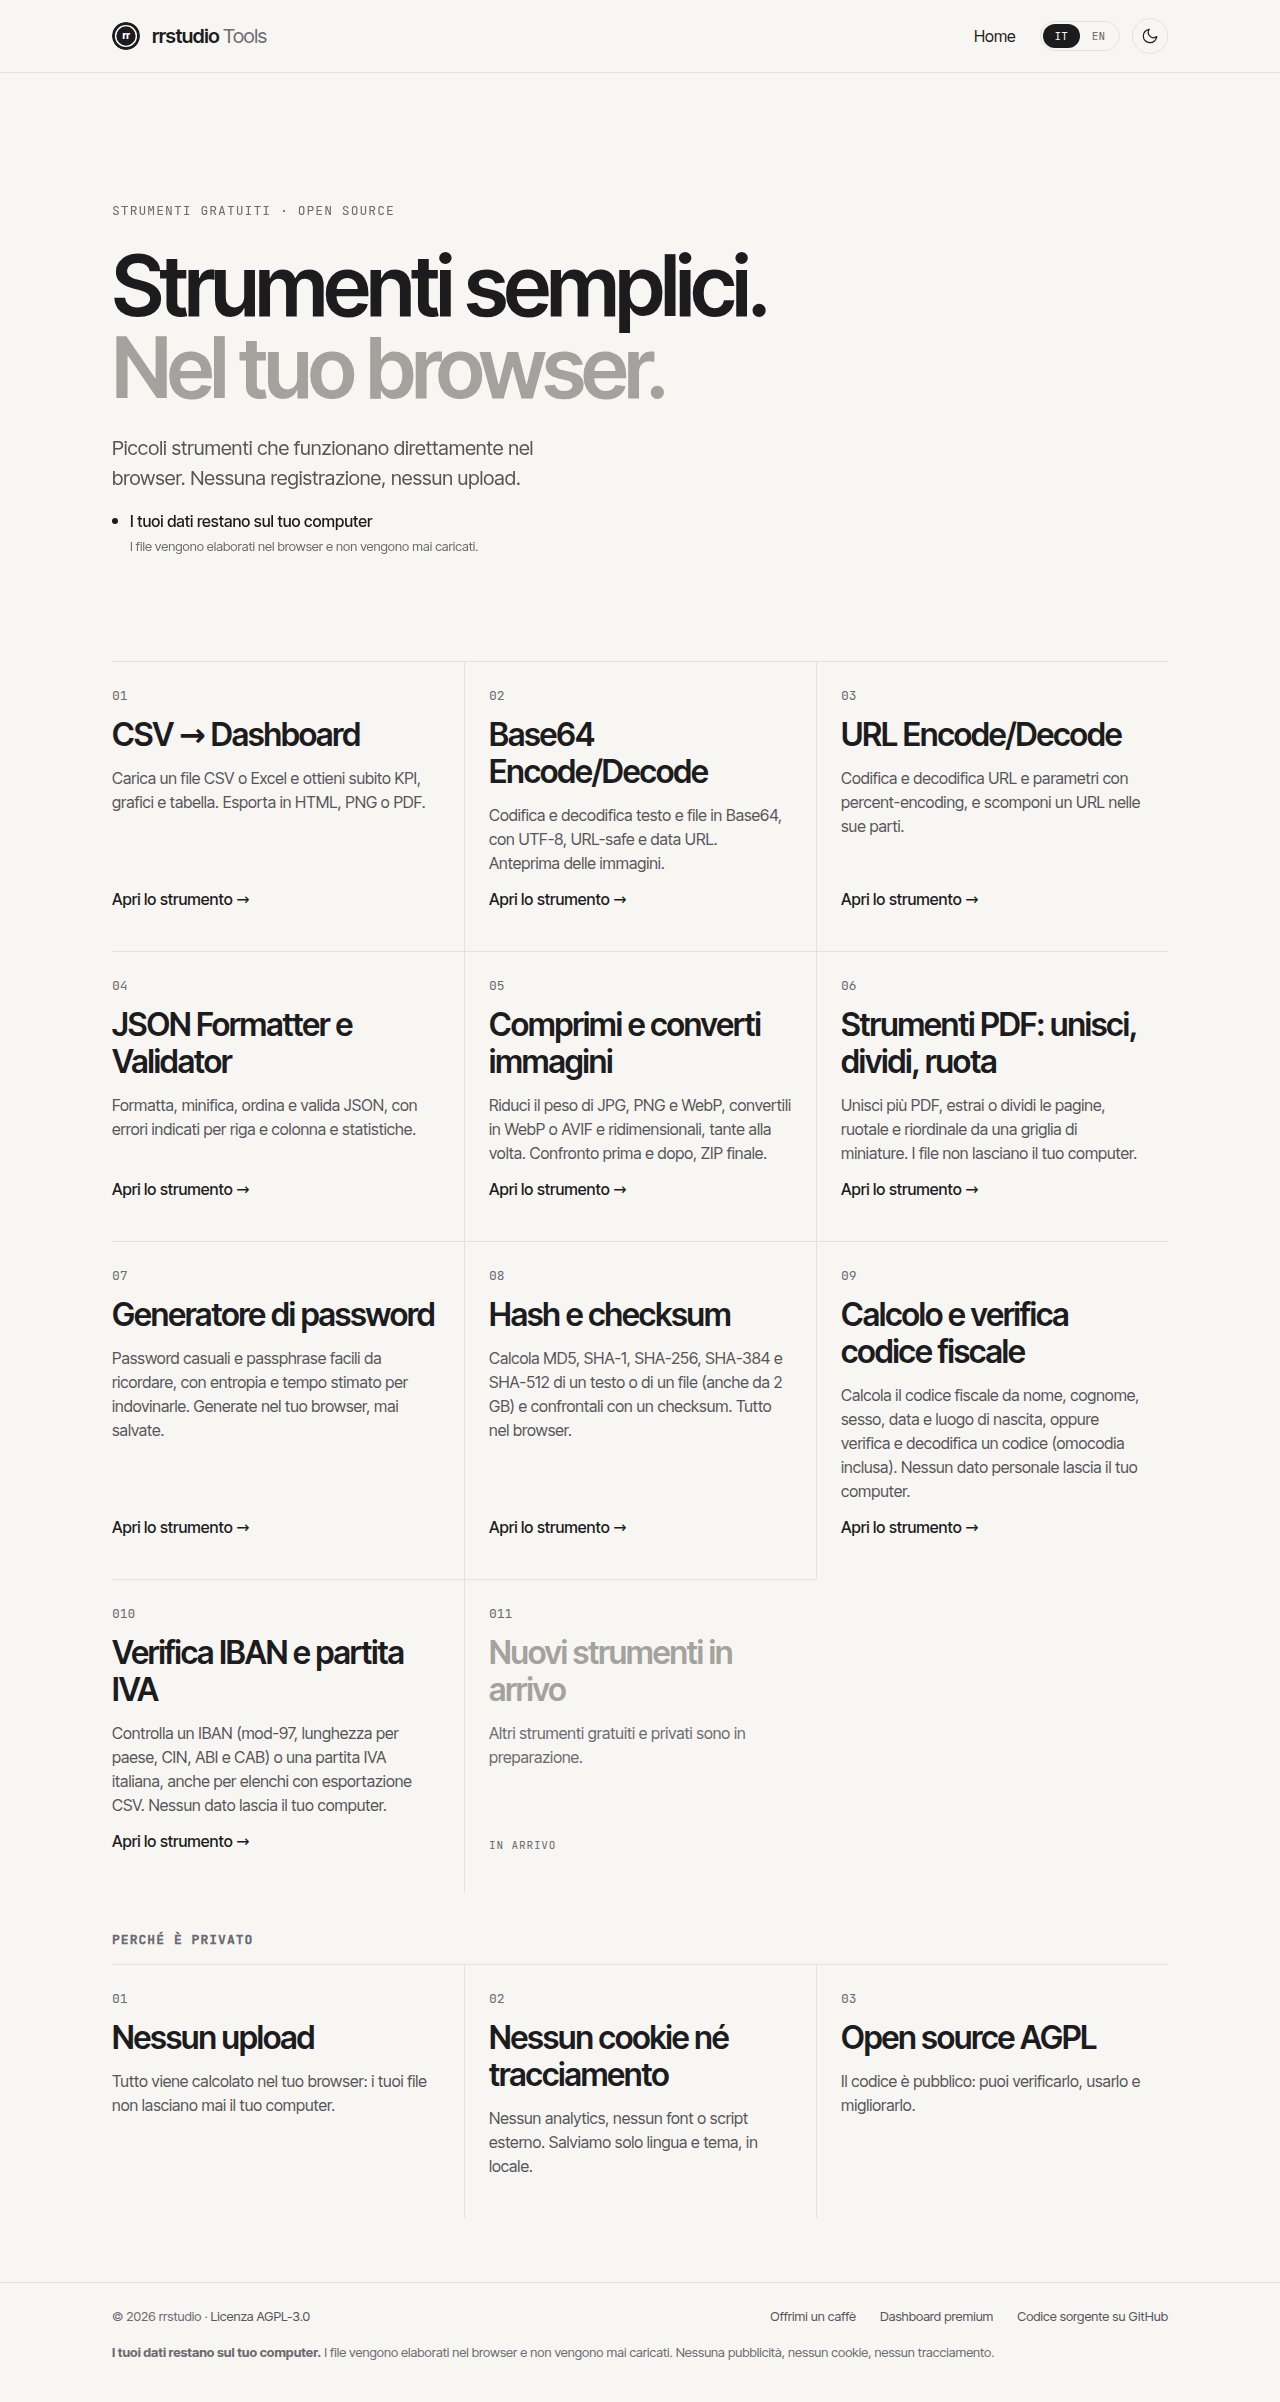 rr rrstudio Tools
Home IT EN
STRUMENTI GRATUITI · OPEN SOURCE
Strumenti semplici.
Nel tuo browser.
Piccoli strumenti che funzionano direttamente nel
browser. Nessuna registrazione, nessun upload.
• I tuoi dati restano sul tuo computer
I file vengono elaborati nel browser e non vengono mai caricati.
01
CSV → Dashboard
Carica un file CSV o Excel e ottieni subito KPI,
grafici e tabella. Esporta in HTML, PNG o PDF.
Apri lo strumento →
02
Base64
Encode/Decode
Codifica e decodifica testo e file in Base64,
con UTF-8, URL-safe e data URL.
Anteprima delle immagini.
Apri lo strumento →
03
URL Encode/Decode
Codifica e decodifica URL e parametri con
percent-encoding, e scomponi un URL nelle
sue parti.
Apri lo strumento →
04
JSON Formatter e
Validator
Formatta, minifica, ordina e valida JSON, con
errori indicati per riga e colonna e statistiche.
Apri lo strumento →
05
Comprimi e converti
immagini
Riduci il peso di JPG, PNG e WebP, convertili
in WebP o AVIF e ridimensionali, tante alla
volta. Confronto prima e dopo, ZIP finale.
Apri lo strumento →
06
Strumenti PDF: unisci,
dividi, ruota
Unisci più PDF, estrai o dividi le pagine,
ruotale e riordinale da una griglia di
miniature. I file non lasciano il tuo computer.
Apri lo strumento →
07
Generatore di password
Password casuali e passphrase facili da
ricordare, con entropia e tempo stimato per
indovinarle. Generate nel tuo browser, mai
salvate.
Apri lo strumento →
08
Hash e checksum
Calcola MD5, SHA-1, SHA-256, SHA-384 e
SHA-512 di un testo o di un file (anche da 2
GB) e confrontali con un checksum. Tutto
nel browser.
Apri lo strumento →
09
Calcolo e verifica
codice fiscale
Calcola il codice fiscale da nome, cognome,
sesso, data e luogo di nascita, oppure
verifica e decodifica un codice (omocodia
inclusa). Nessun dato personale lascia il tuo
computer.
Apri lo strumento →
010
Verifica IBAN e partita
IVA
Controlla un IBAN (mod-97, lunghezza per
paese, CIN, ABI e CAB) o una partita IVA
italiana, anche per elenchi con esportazione
CSV. Nessun dato lascia il tuo computer.
Apri lo strumento →
011
Nuovi strumenti in
arrivo
Altri strumenti gratuiti e privati sono in
preparazione.
IN ARRIVO
PERCHÉ È PRIVATO
01
Nessun upload
Tutto viene calcolato nel tuo browser: i tuoi file
non lasciano mai il tuo computer.
02
Nessun cookie né
tracciamento
Nessun analytics, nessun font o script
esterno. Salviamo solo lingua e tema, in
locale.
03
Open source AGPL
Il codice è pubblico: puoi verificarlo, usarlo e
migliorarlo.
© 2026 rrstudio · Licenza AGPL-3.0
Offrimi un caffè Dashboard premium Codice sorgente su GitHub
I tuoi dati restano sul tuo computer. I file vengono elaborati nel browser e non vengono mai caricati. Nessuna pubblicità, nessun cookie, nessun tracciamento.